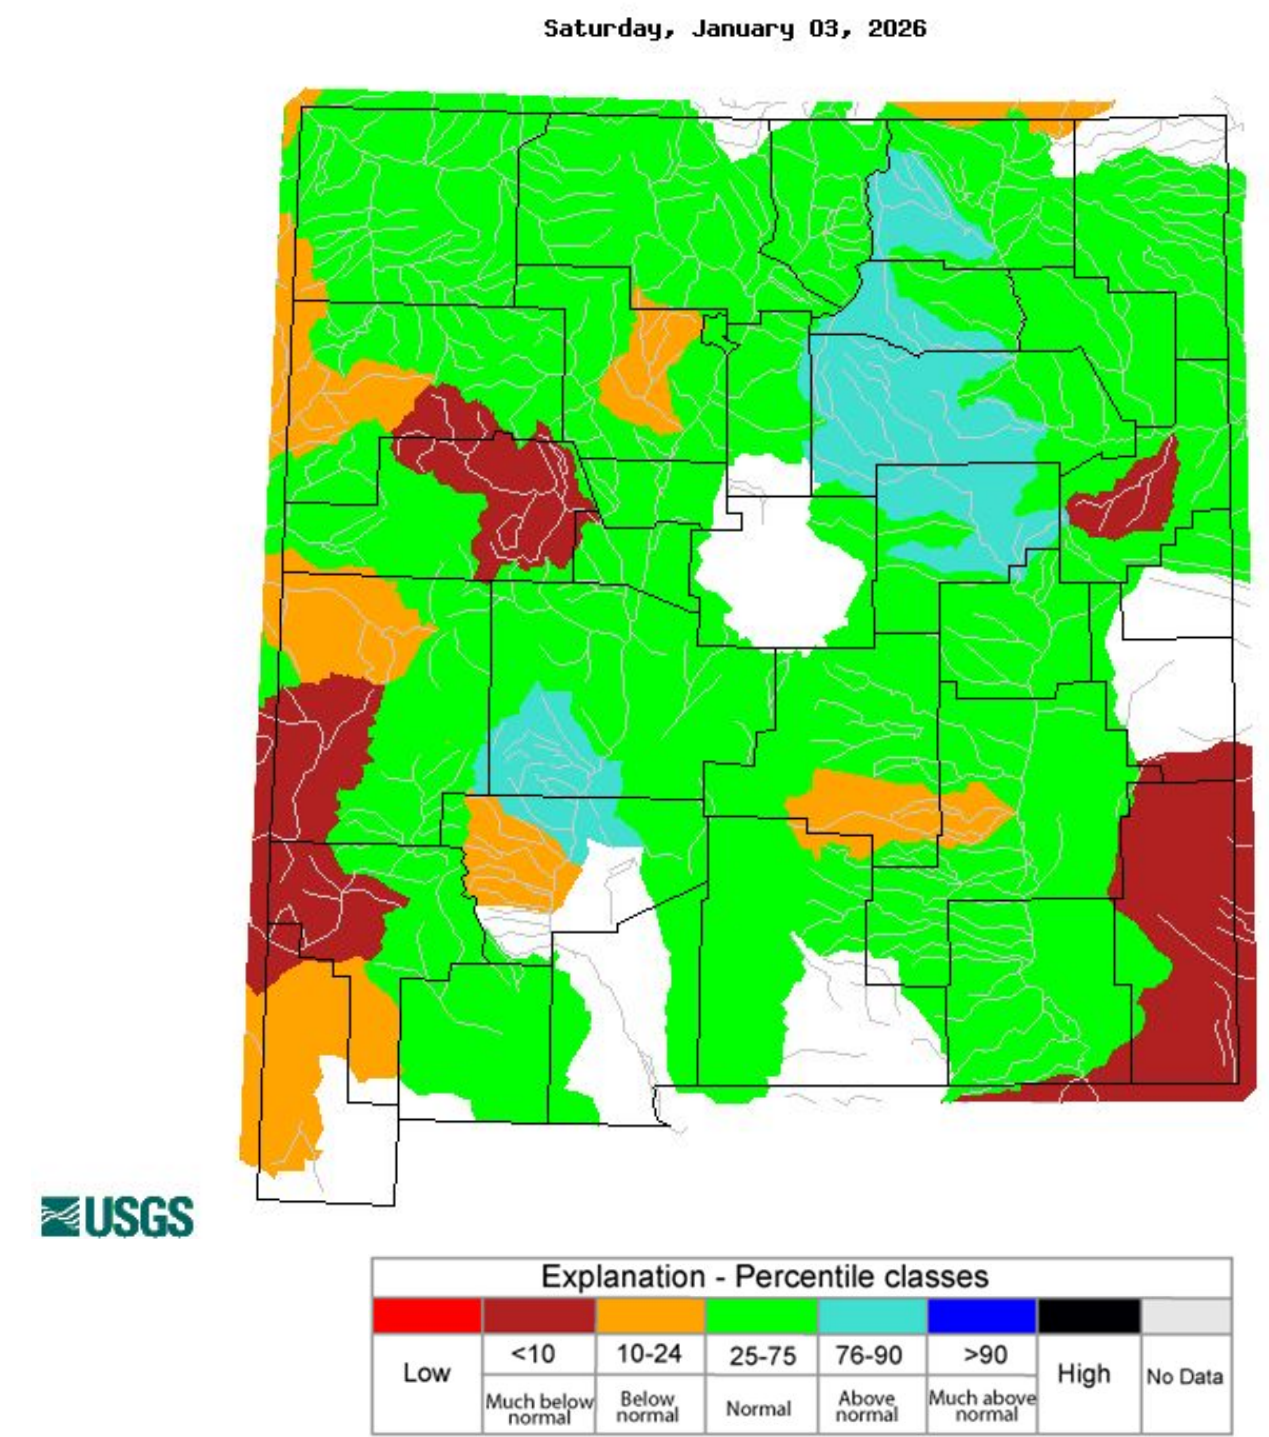 Saturday, January 03, 2026
USGS
Explanation - Percentile classes
Low
<10
10-24
25-75
76-90
>90
High
No Data
Much below
normal
Below
normal
Normal
Above
normal
Much above
normal